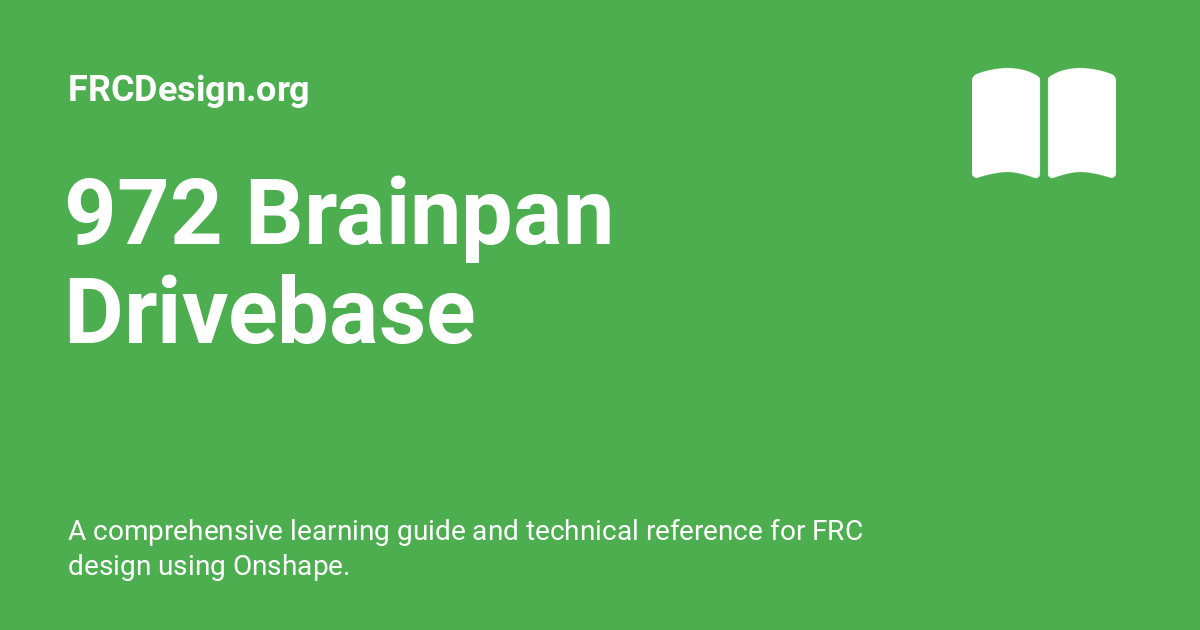 FRCDesign.org
972 Brainpan
Drivebase
A comprehensive learning guide and technical reference for FRC
design using Onshape.